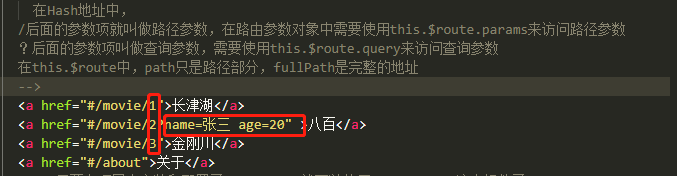 在Hash地址中,
/后面的参数项就叫做路径参数，在路由参数对象中需要使用this.$route.params来访问路径参数
？后面的参数项叫做查询参数，需要使用this.$route.query来访问查询参数
在this.$route中，path只是路径部分，fullPath是完整的地址
-->
<a href="#/movie/1">长津湖</a>
<a href="#/movie/2?name=张三 age=20" >八百</a>
<a href="#/movie/3">金刚川</a>
<a href="#/about">关于</a>